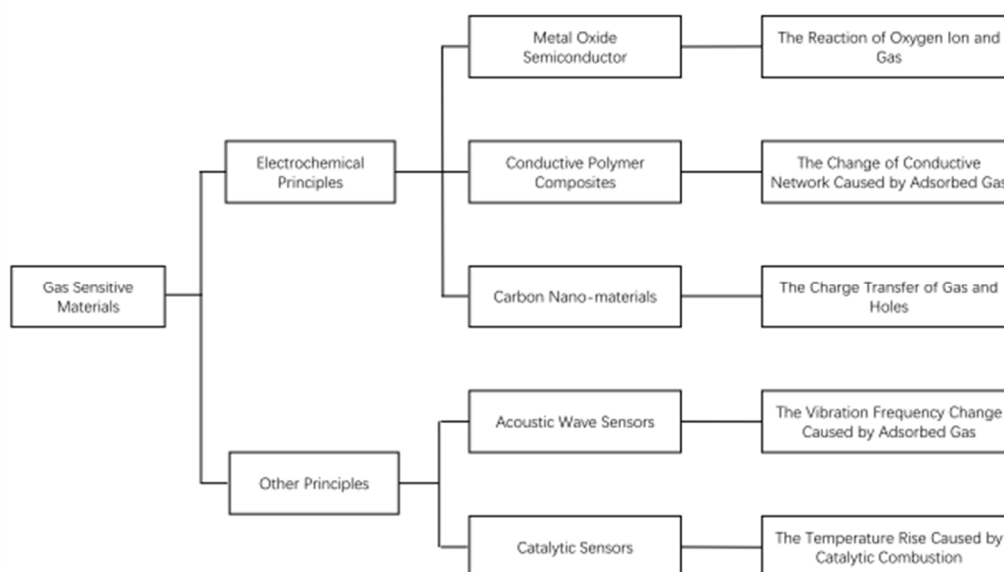 Metal Oxide
Semiconductor
The Reaction of Oxygen Ion and
Gas
Electrochemical
Principles
Conductive Polymer
Composites
The Change of Conductive
Network Caused by Adsorbed Gas
Gas Sensitive
Materials
Carbon Nano-materials
The Charge Transfer of Gas and
Holes
Acoustic Wave Sensors
The Vibration Frequency Change
Caused by Adsorbed Gas
Other Principles
Catalytic Sensors
The Temperature Rise Caused by
Catalytic Combustion